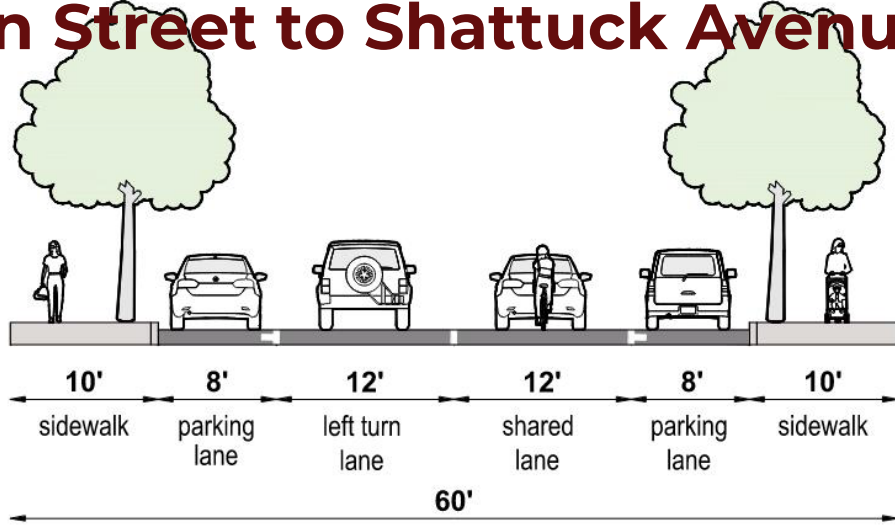 n Street to Shattuck Avenu
10' 8' 12' 12' 8' 10'
sidewalk parking lane left turn lane shared lane parking lane sidewalk
60'